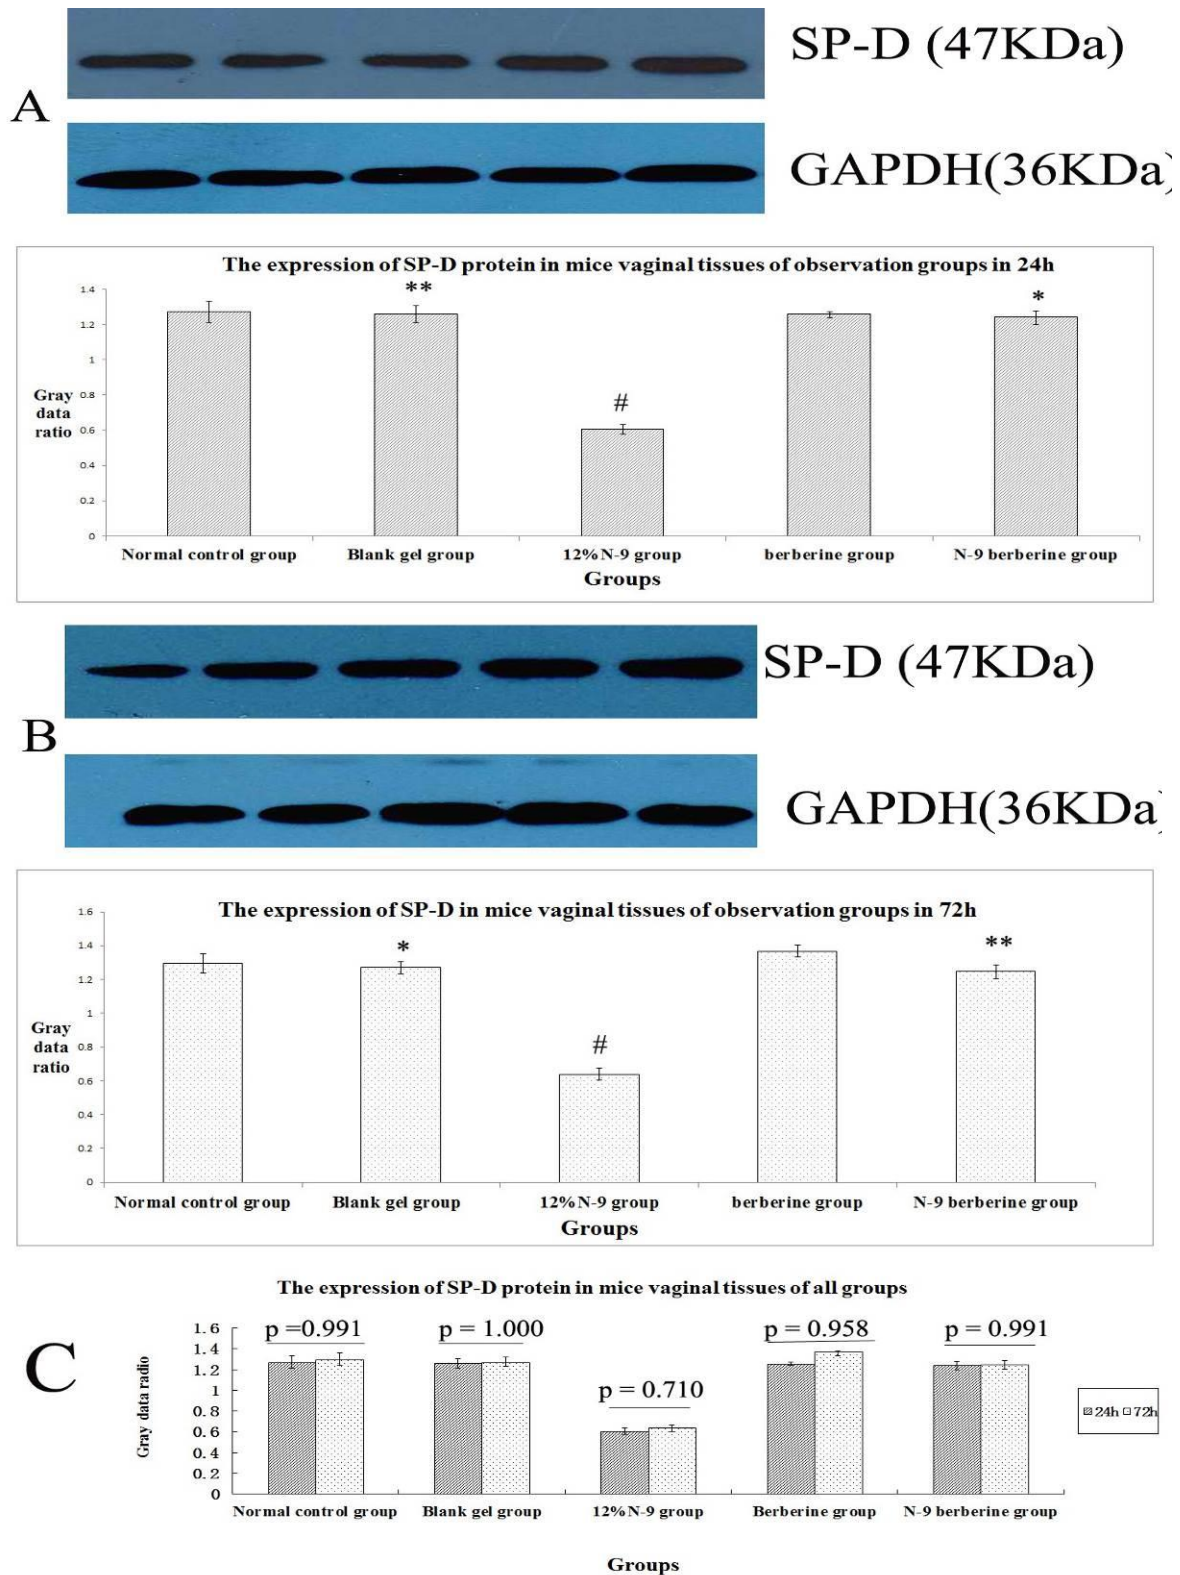 SP-D (47KDa)
A
GAPDH(36KDa)
The expression of SP-D protein in mice vaginal tissues of observation groups in 24h
1.4
**
*
1.2
1
Gray
data
ratio
0.8
#
0.6
0.4
0.2
0
Normal control group Blank gel group 12%N-9 group berberine group N-9 berberine group
Groups
SP-D (47KDa)
B
GAPDH(36KDa)
1.6
The expression of SP-D in mice vaginal tissues of observation groups in 72h
1.4
*
**
1.2
1
Gray
data
ratio
0.8
#
0.6
0.4
0.2
0
Normal control group Blank gel group 12%N-9 group berberine group N-9 berberine group
Groups
The expression of SP-D protein in mice vaginal tissues of all groups
C
1.6
1.4
1.2
1
0.8
0.6
0.4
0.2
0
Gray data radio
p =0.991 p = 1.000 p = 0.710 p = 0.958 p = 0.991
24h 72h
Normal control group Blank gel group 12%N-9 group Berberine group N-9 berberine group
Groups